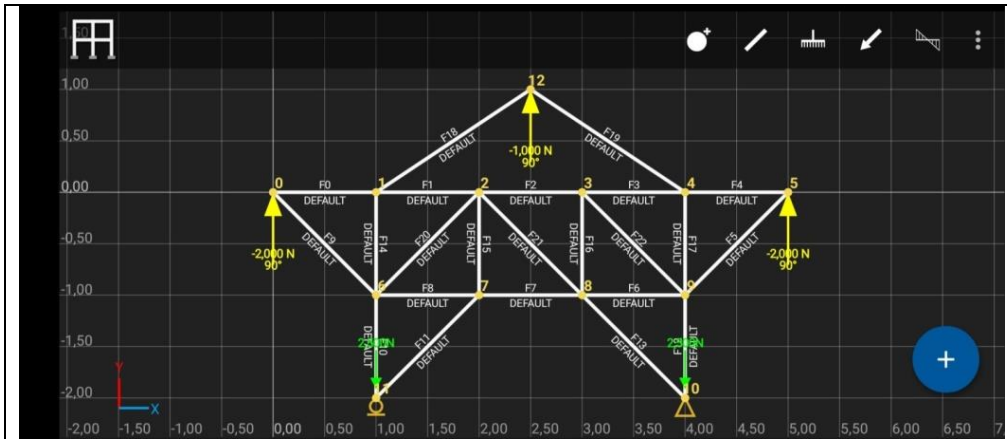 1,50
1,00
12
F18
DEFAULT
F19
DEFAULT
-1,000 N
90°
0,50
0,00
0
F0
DEFAULT
1
F1
DEFAULT
2
F2
DEFAULT
3
F3
DEFAULT
4
F4
DEFAULT
5
-0,50
-2,000 N
90°
F9
DEFAULT
F14
DEFAULT
F20
DEFAULT
F15
DEFAULT
F21
DEFAULT
F16
DEFAULT
F22
DEFAULT
F17
DEFAULT
F5
DEFAULT
-2,000 N
90°
-1,00
6
F8
DEFAULT
7
F7
DEFAULT
8
F6
DEFAULT
9
-1,50
DEFAULT
F11
DEFAULT
F13
DEFAULT
DEFAULT
+
Y
X
-2,00
-2,00 -1,50 -1,00 -0,50 0,00 0,50 1,00 1,50 2,00 2,50 3,00 3,50 4,00 4,50 5,00 5,50 6,00 6,50